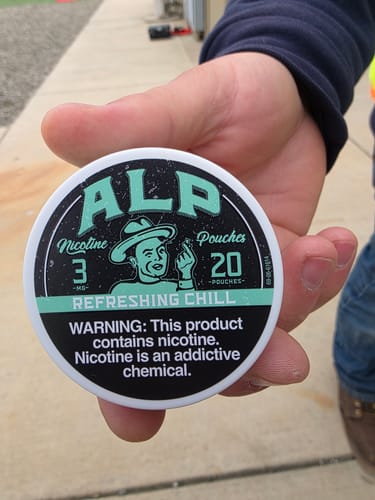 ALP
Nicotine Pouches
3 20
-MG- -POUCHES-
REFRESHING CHILL
WARNING: This product
contains nicotine.
Nicotine is an addictive
chemical.